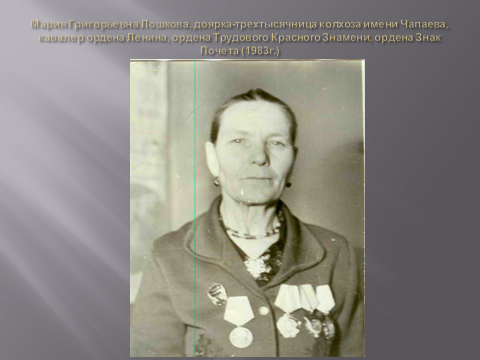 Мария Григорьевна Лошкова, доярка-трехтысячница колхоза имени Чапаева,
кавалер ордена Ленина, ордена Трудового Красного Знамени, ордена Знак
Почета (1983г.)